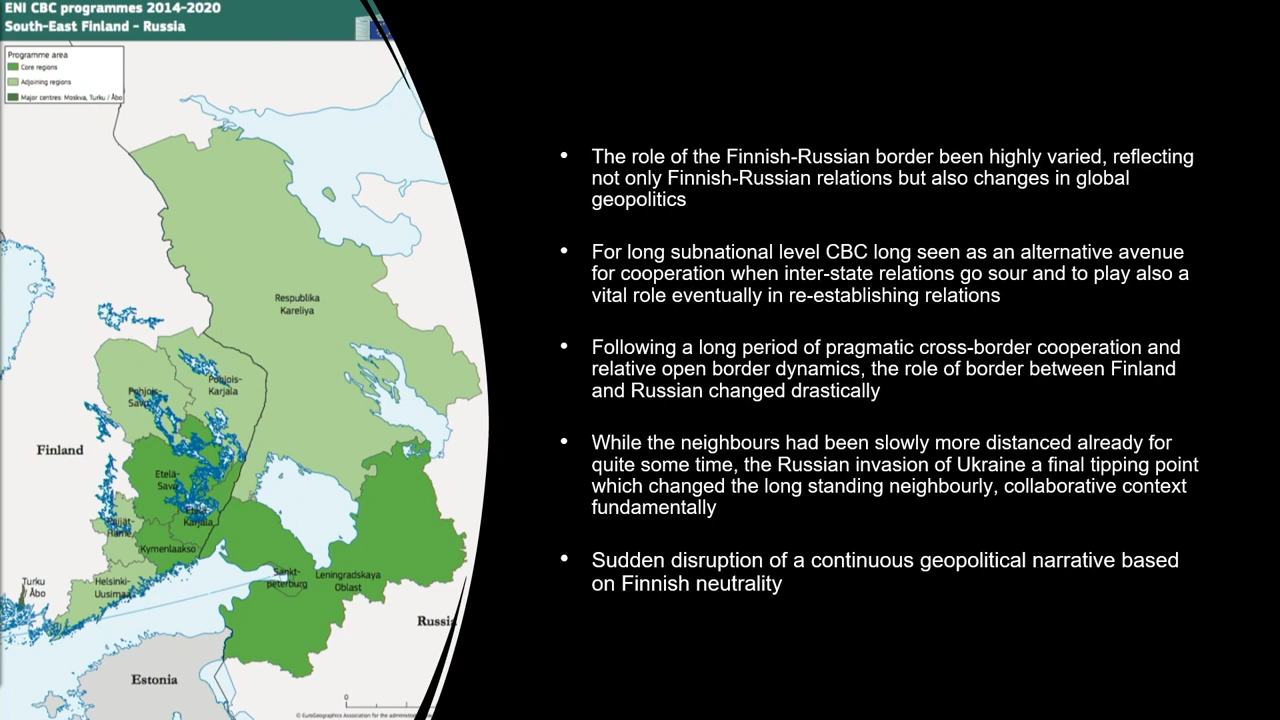 ENI CBC programmes 2014-2020
South-East Finland - Russia
Programme area
Core regions
Adjoining regions
Major centres: Moskva, Turku / Åbo
Respublika
Kareliya
Pohjois-
Karjala
Pohjois-
Savo
Finland
Etelä-
Savo
Etelä-
Karjala
Päijät-
Häme
Kymenlaakso
Helsinki-
Uusimaa
Turku
/ Åbo
Sankt-
peterburg
Leningradskaya
Oblast
Russia
Estonia
0
© EuroGeographics Association for the administra
• The role of the Finnish-Russian border been highly varied, reflecting
not only Finnish-Russian relations but also changes in global
geopolitics
• For long subnational level CBC long seen as an alternative avenue
for cooperation when inter-state relations go sour and to play also a
vital role eventually in re-establishing relations
• Following a long period of pragmatic cross-border cooperation and
relative open border dynamics, the role of border between Finland
and Russian changed drastically
• While the neighbours had been slowly more distanced already for
quite some time, the Russian invasion of Ukraine a final tipping point
which changed the long standing neighbourly, collaborative context
fundamentally
• Sudden disruption of a continuous geopolitical narrative based
on Finnish neutrality